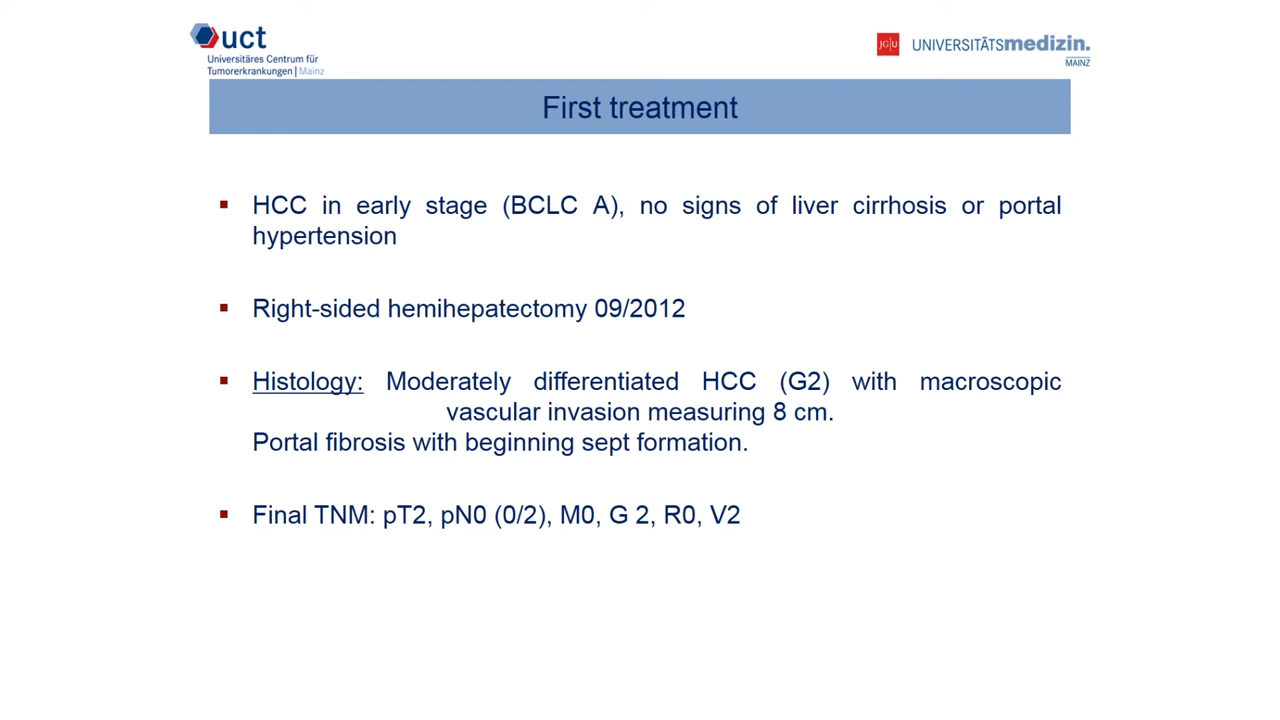 uct
Universitäres Centrum für
Tumorerkrankungen | Mainz
JG|U UNIVERSITÄTSmedizin.
MAINZ
First treatment
▪ HCC in early stage (BCLC A), no signs of liver cirrhosis or portal
hypertension
▪ Right-sided hemihepatectomy 09/2012
▪ Histology: Moderately differentiated HCC (G2) with macroscopic
vascular invasion measuring 8 cm.
Portal fibrosis with beginning sept formation.
▪ Final TNM: pT2, pN0 (0/2), M0, G 2, R0, V2